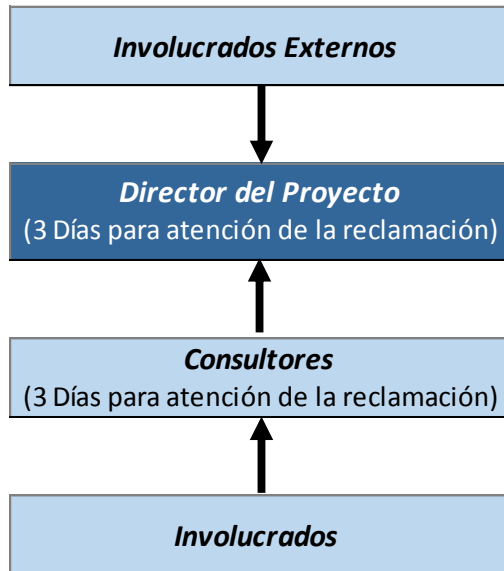 Involucrados Externos
Director del Proyecto
(3 Días para atención de la reclamación)
Consultores
(3 Días para atención de la reclamación)
Involucrados